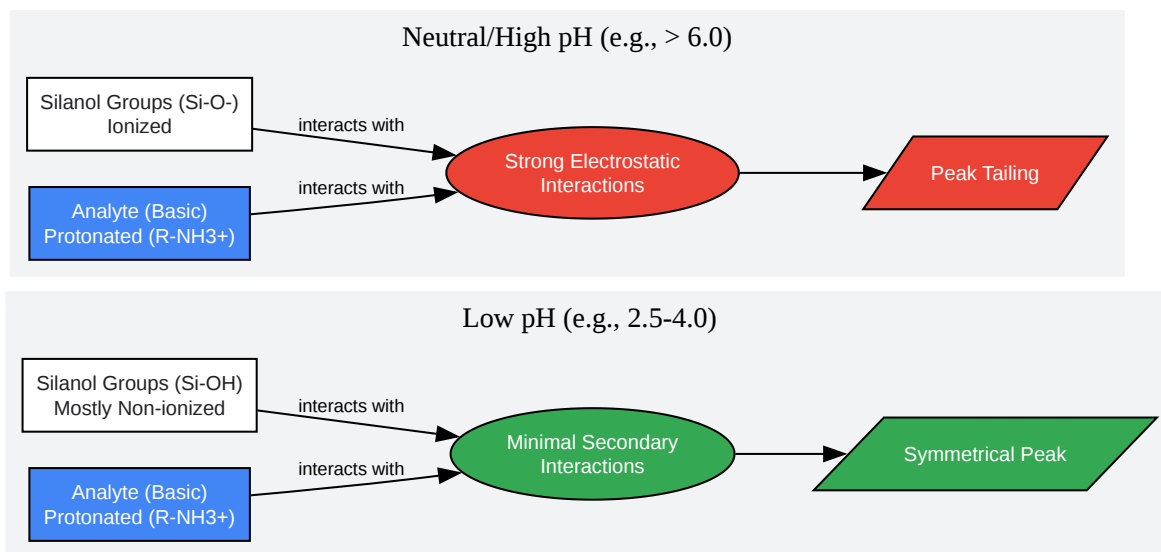 Neutral/High pH (e.g., > 6.0)
Silanol Groups (Si-O-)
Ionized
interacts with
Analyte (Basic)
Protonated (R-NH3+)
interacts with
Strong Electrostatic
Interactions
Peak Tailing
Low pH (e.g., 2.5-4.0)
Silanol Groups (Si-OH)
Mostly Non-ionized
interacts with
Analyte (Basic)
Protonated (R-NH3+)
interacts with
Minimal Secondary
Interactions
Symmetrical Peak